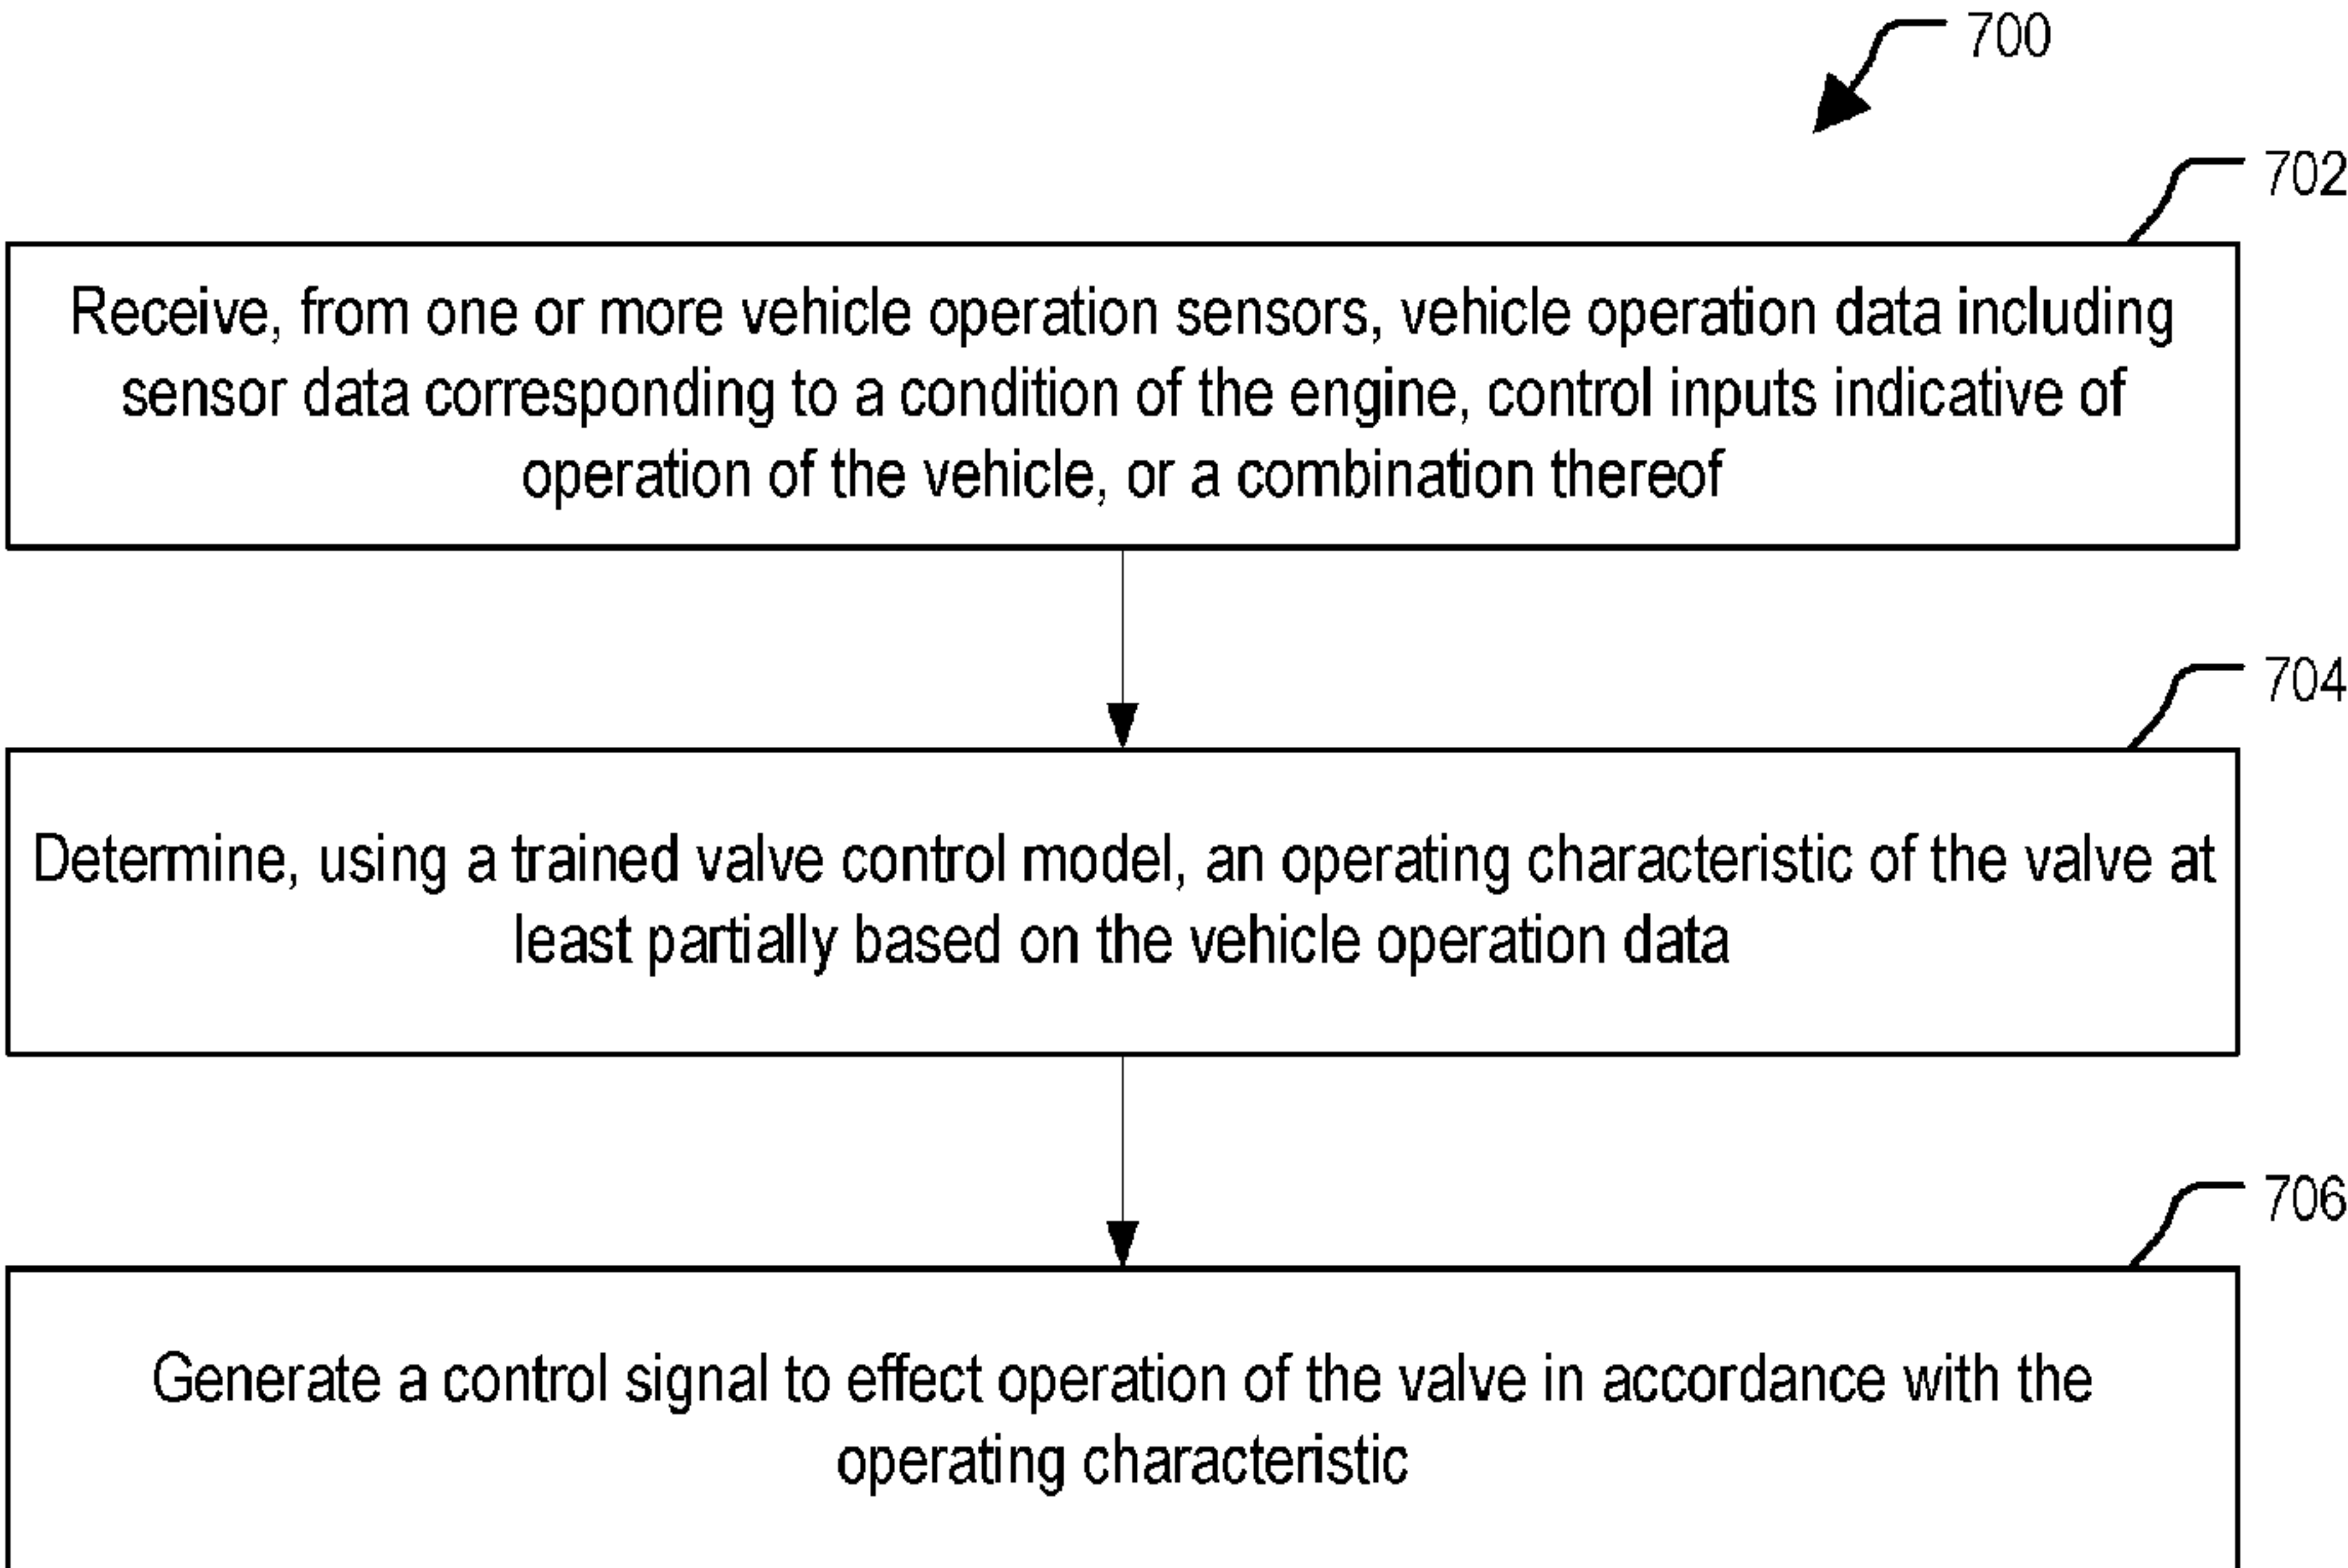 700
702
Receive, from one or more vehicle operation sensors, vehicle operation data including
sensor data corresponding to a condition of the engine, control inputs indicative of
operation of the vehicle, or a combination thereof
704
Determine, using a trained valve control model, an operating characteristic of the valve at
least partially based on the vehicle operation data
706
Generate a control signal to effect operation of the valve in accordance with the
operating characteristic